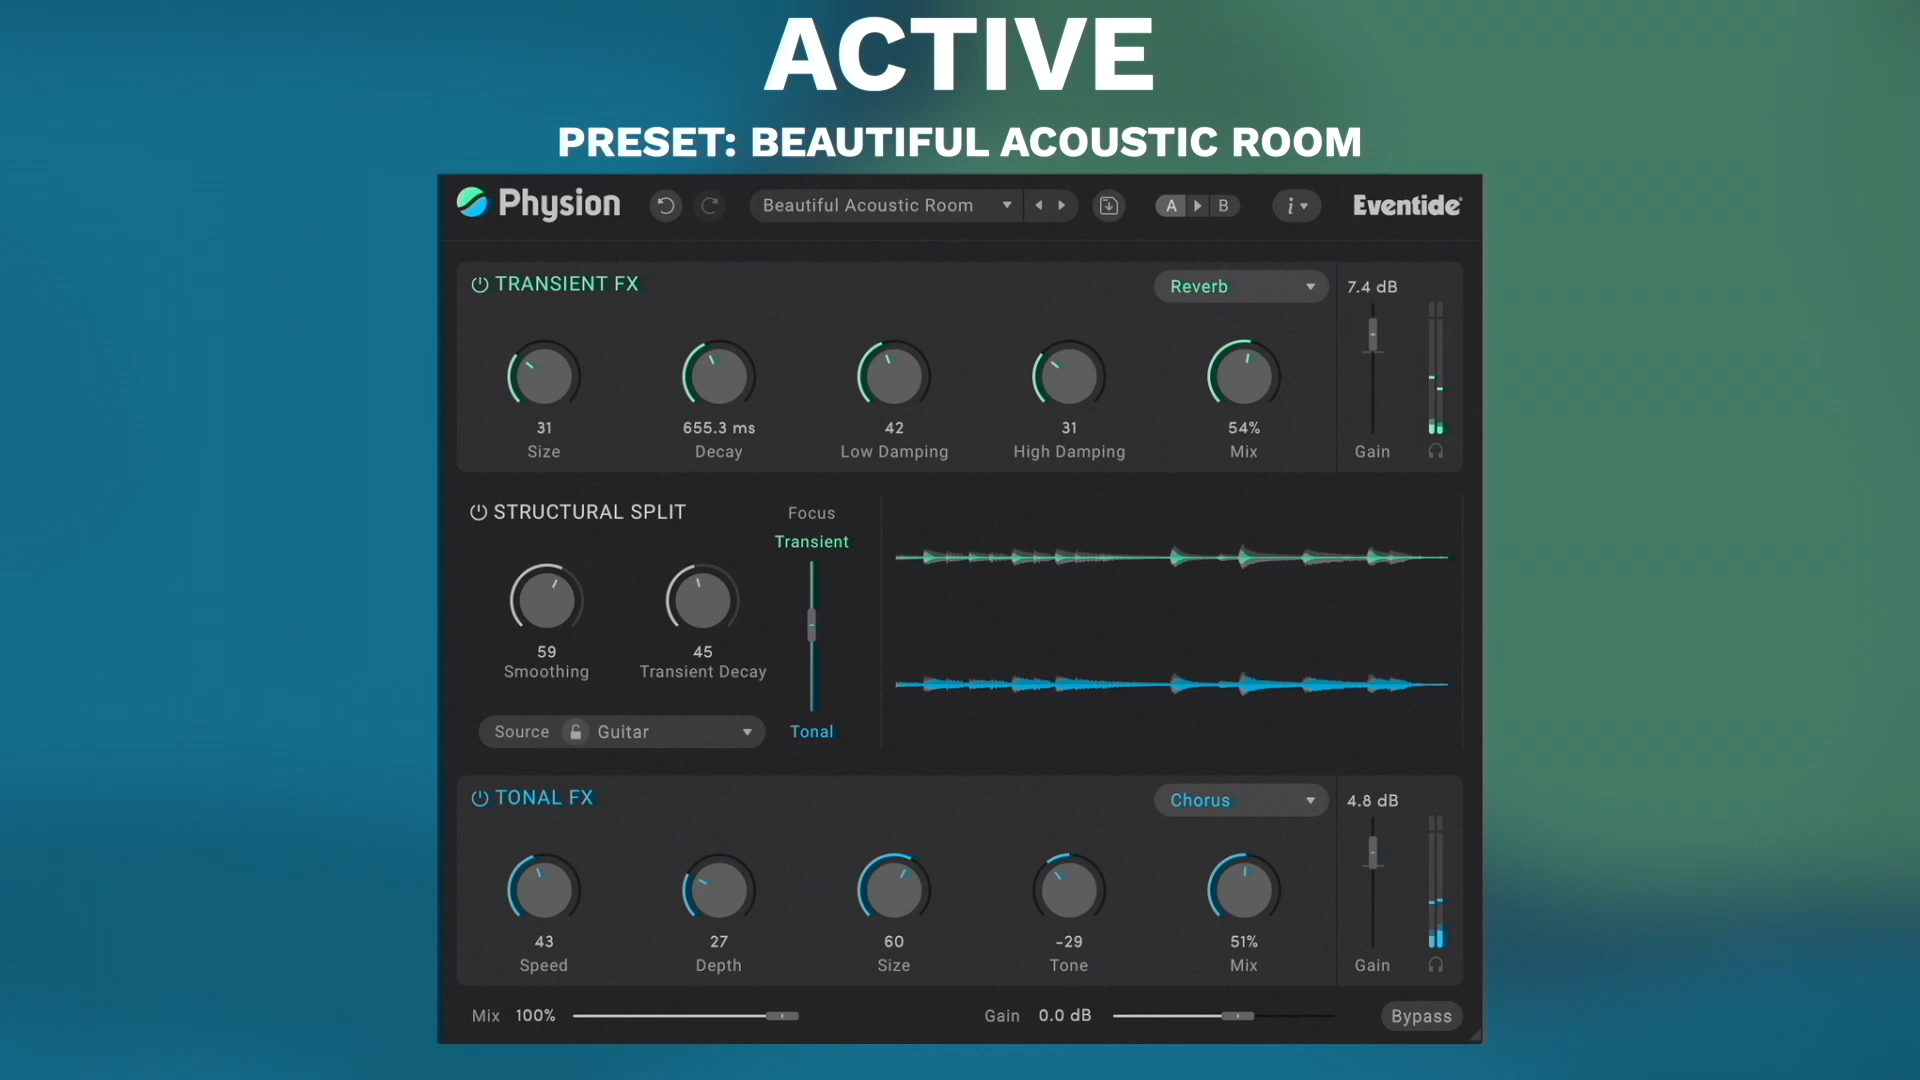 ACTIVE
PRESET: BEAUTIFUL ACOUSTIC ROOM
Physion Beautiful Acoustic Room A B i Eventide
TRANSIENT FX Reverb 7.4 dB
31 655.3 ms 42 31 54%
Size Decay Low Damping High Damping Mix Gain
STRUCTURAL SPLIT Focus
Transient
59 45
Smoothing Transient Decay
Source Guitar Tonal
TONAL FX Chorus 4.8 dB
43 27 60 -29 51%
Speed Depth Size Tone Mix Gain
Mix 100% Gain 0.0 dB Bypass